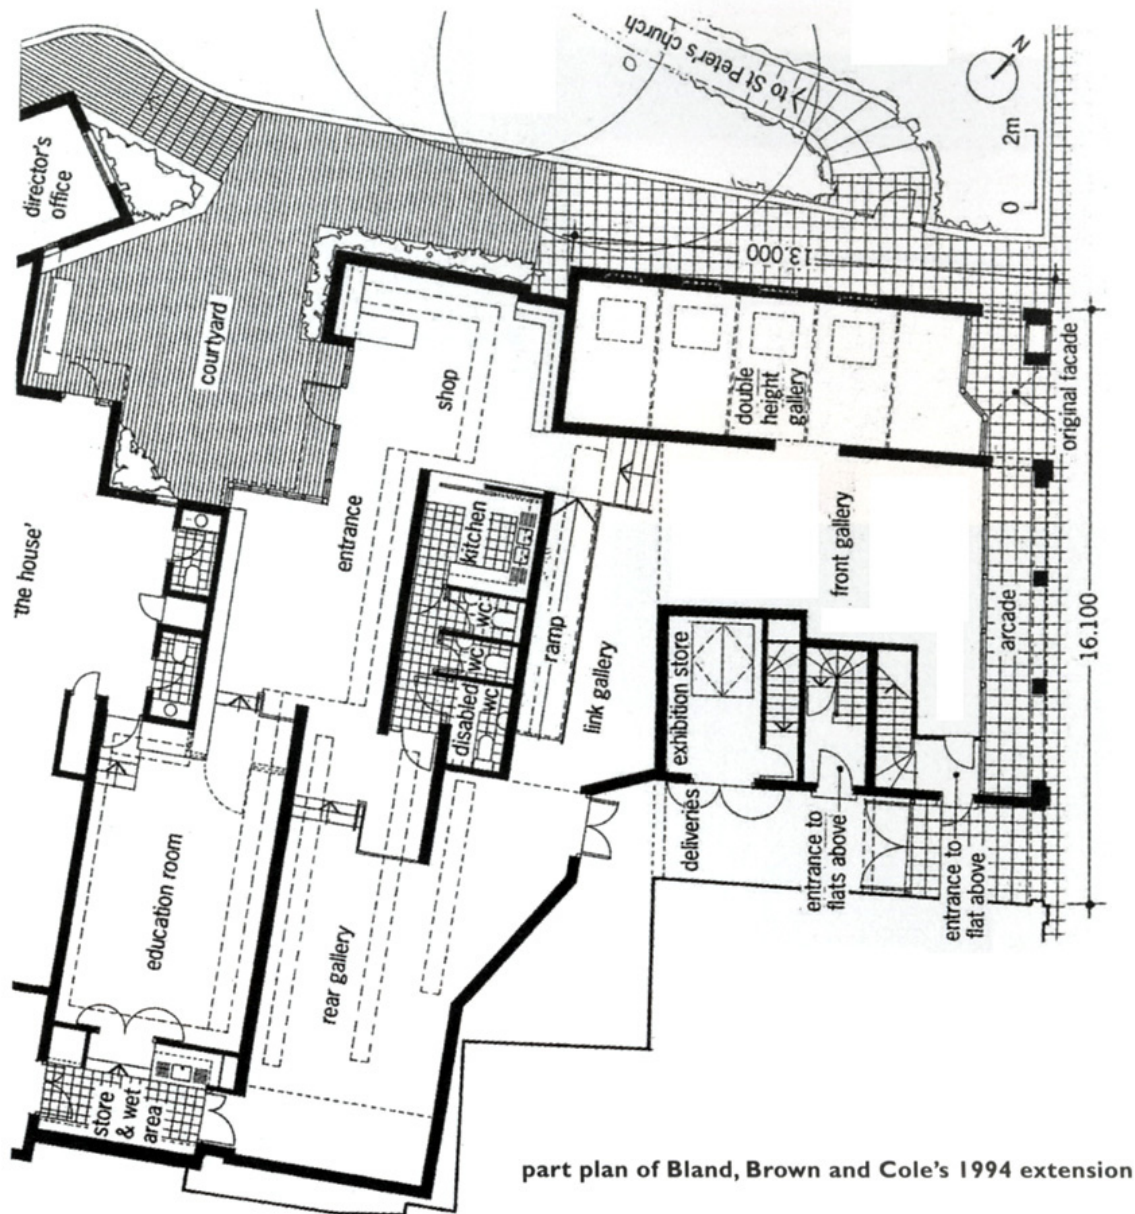 N
to St Peter's church
0 2m
director's
office
13.000
courtyard
shop
double
height
gallery
original facade
entrance
kitchen
front gallery
'the house'
wc
wc
disabled
wc
ramp
link gallery
exhibition store
arcade
16.100
deliveries
entrance to
flats above
entrance to
flat above
education room
rear gallery
store
& wet
area
part plan of Bland, Brown and Cole's 1994 extension